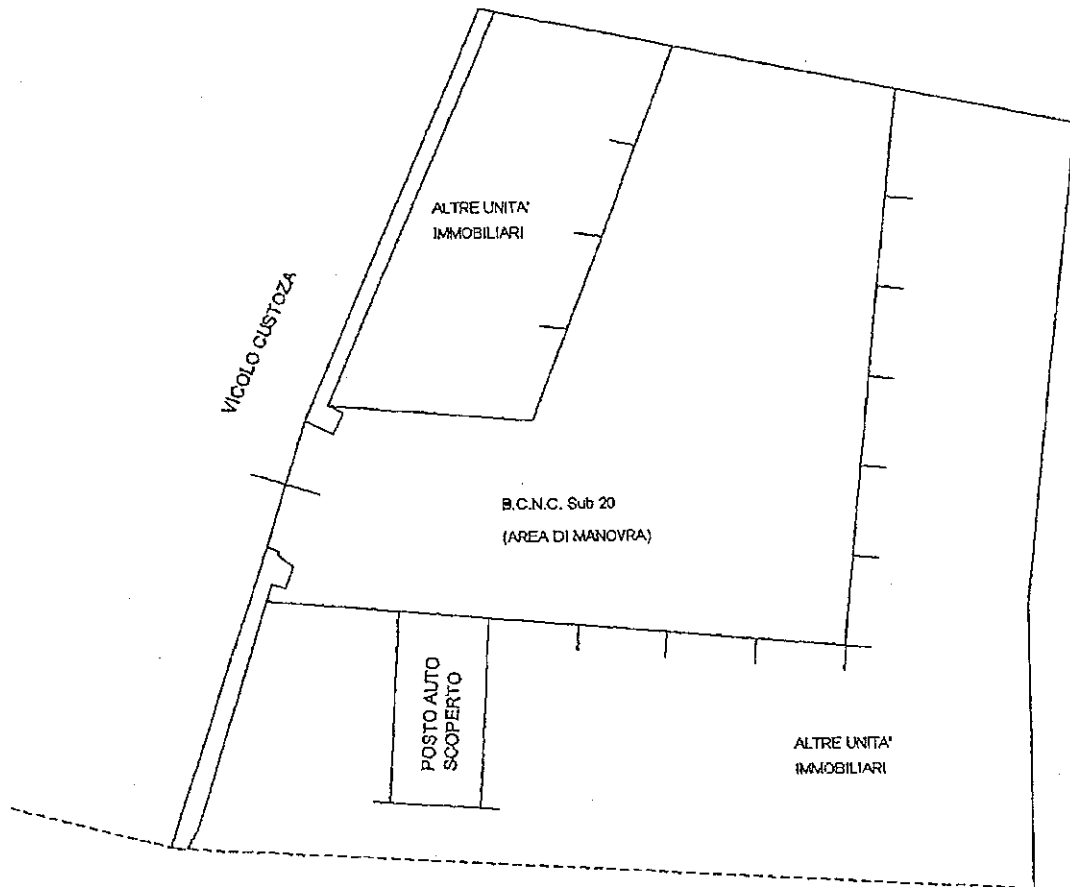 ALTRE UNITA'
IMMOBILIARI
VICOLO CUSTOZA
B.C.N.C. Sub 20
(AREA DI MANOVRA)
POSTO AUTO
SCOPERTO
ALTRE UNITA'
IMMOBILIARI